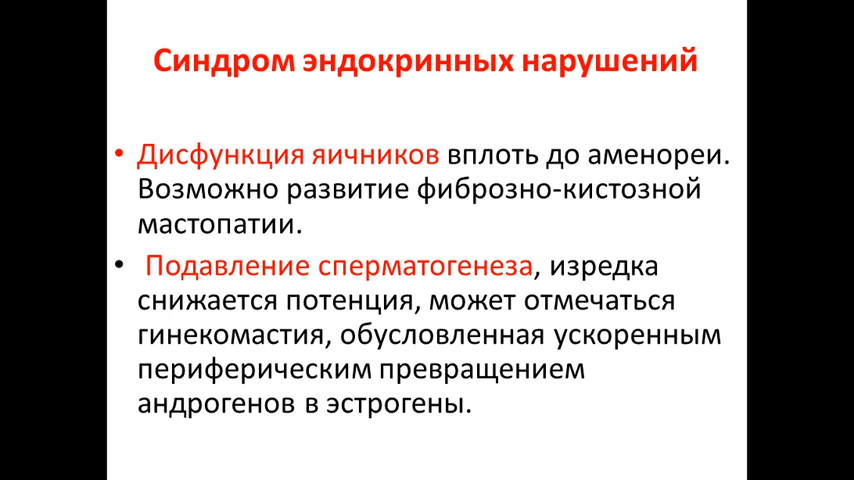 Синдром эндокринных нарушений
• Дисфункция яичников вплоть до аменореи.
Возможно развитие фиброзно-кистозной
мастопатии.
• Подавление сперматогенеза, изредка
снижается потенция, может отмечаться
гинекомастия, обусловленная ускоренным
периферическим превращением
андрогенов в эстрогены.